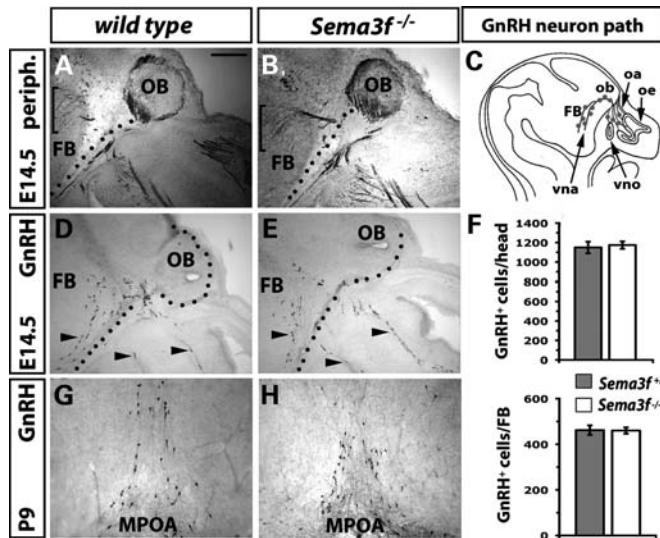 wild type
Sema3f -/-
GnRH neuron path
E14.5 periph.
A
OB
FB
B
OB
FB
C
oa
ob
oe
FB
vna
vno
E14.5 GnRH
D
OB
FB
E
OB
FB
F
GnRH+ cells/head
1400
1200
1000
800
600
400
200
0
Sema3f
Sema3f -/-
P9 GnRH
G
MPOA
H
MPOA
GnRH+ cells/FB
600
400
200
0